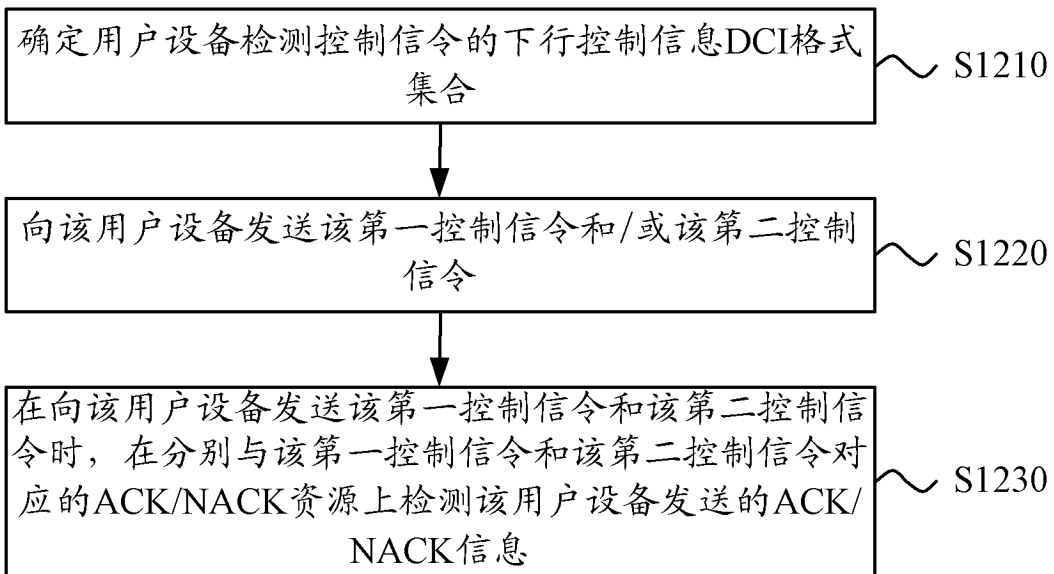 确定用户设备检测控制信令的下行控制信息DCI格式
集合
S1210
向该用户设备发送该第一控制信令和/或该第二控制
信令
S1220
在向该用户设备发送该第一控制信令和该第二控制信
令时，在分别与该第一控制信令和该第二控制信令对
应的ACK/NACK资源上检测该用户设备发送的ACK/
NACK信息
S1230